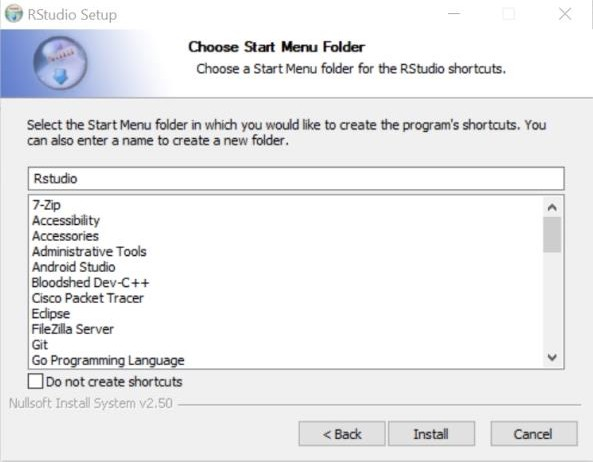 RStudio Setup
Choose Start Menu Folder
Choose a Start Menu folder for the RStudio shortcuts.
Select the Start Menu folder in which you would like to create the program's shortcuts. You
can also enter a name to create a new folder.
Rstudio
7-Zip
Accessibility
Accessories
Administrative Tools
Android Studio
Bloodshed Dev-C++
Cisco Packet Tracer
Eclipse
FileZilla Server
Git
Go Programming Language
Do not create shortcuts
Nullsoft Install System v2.50
< Back
Install
Cancel